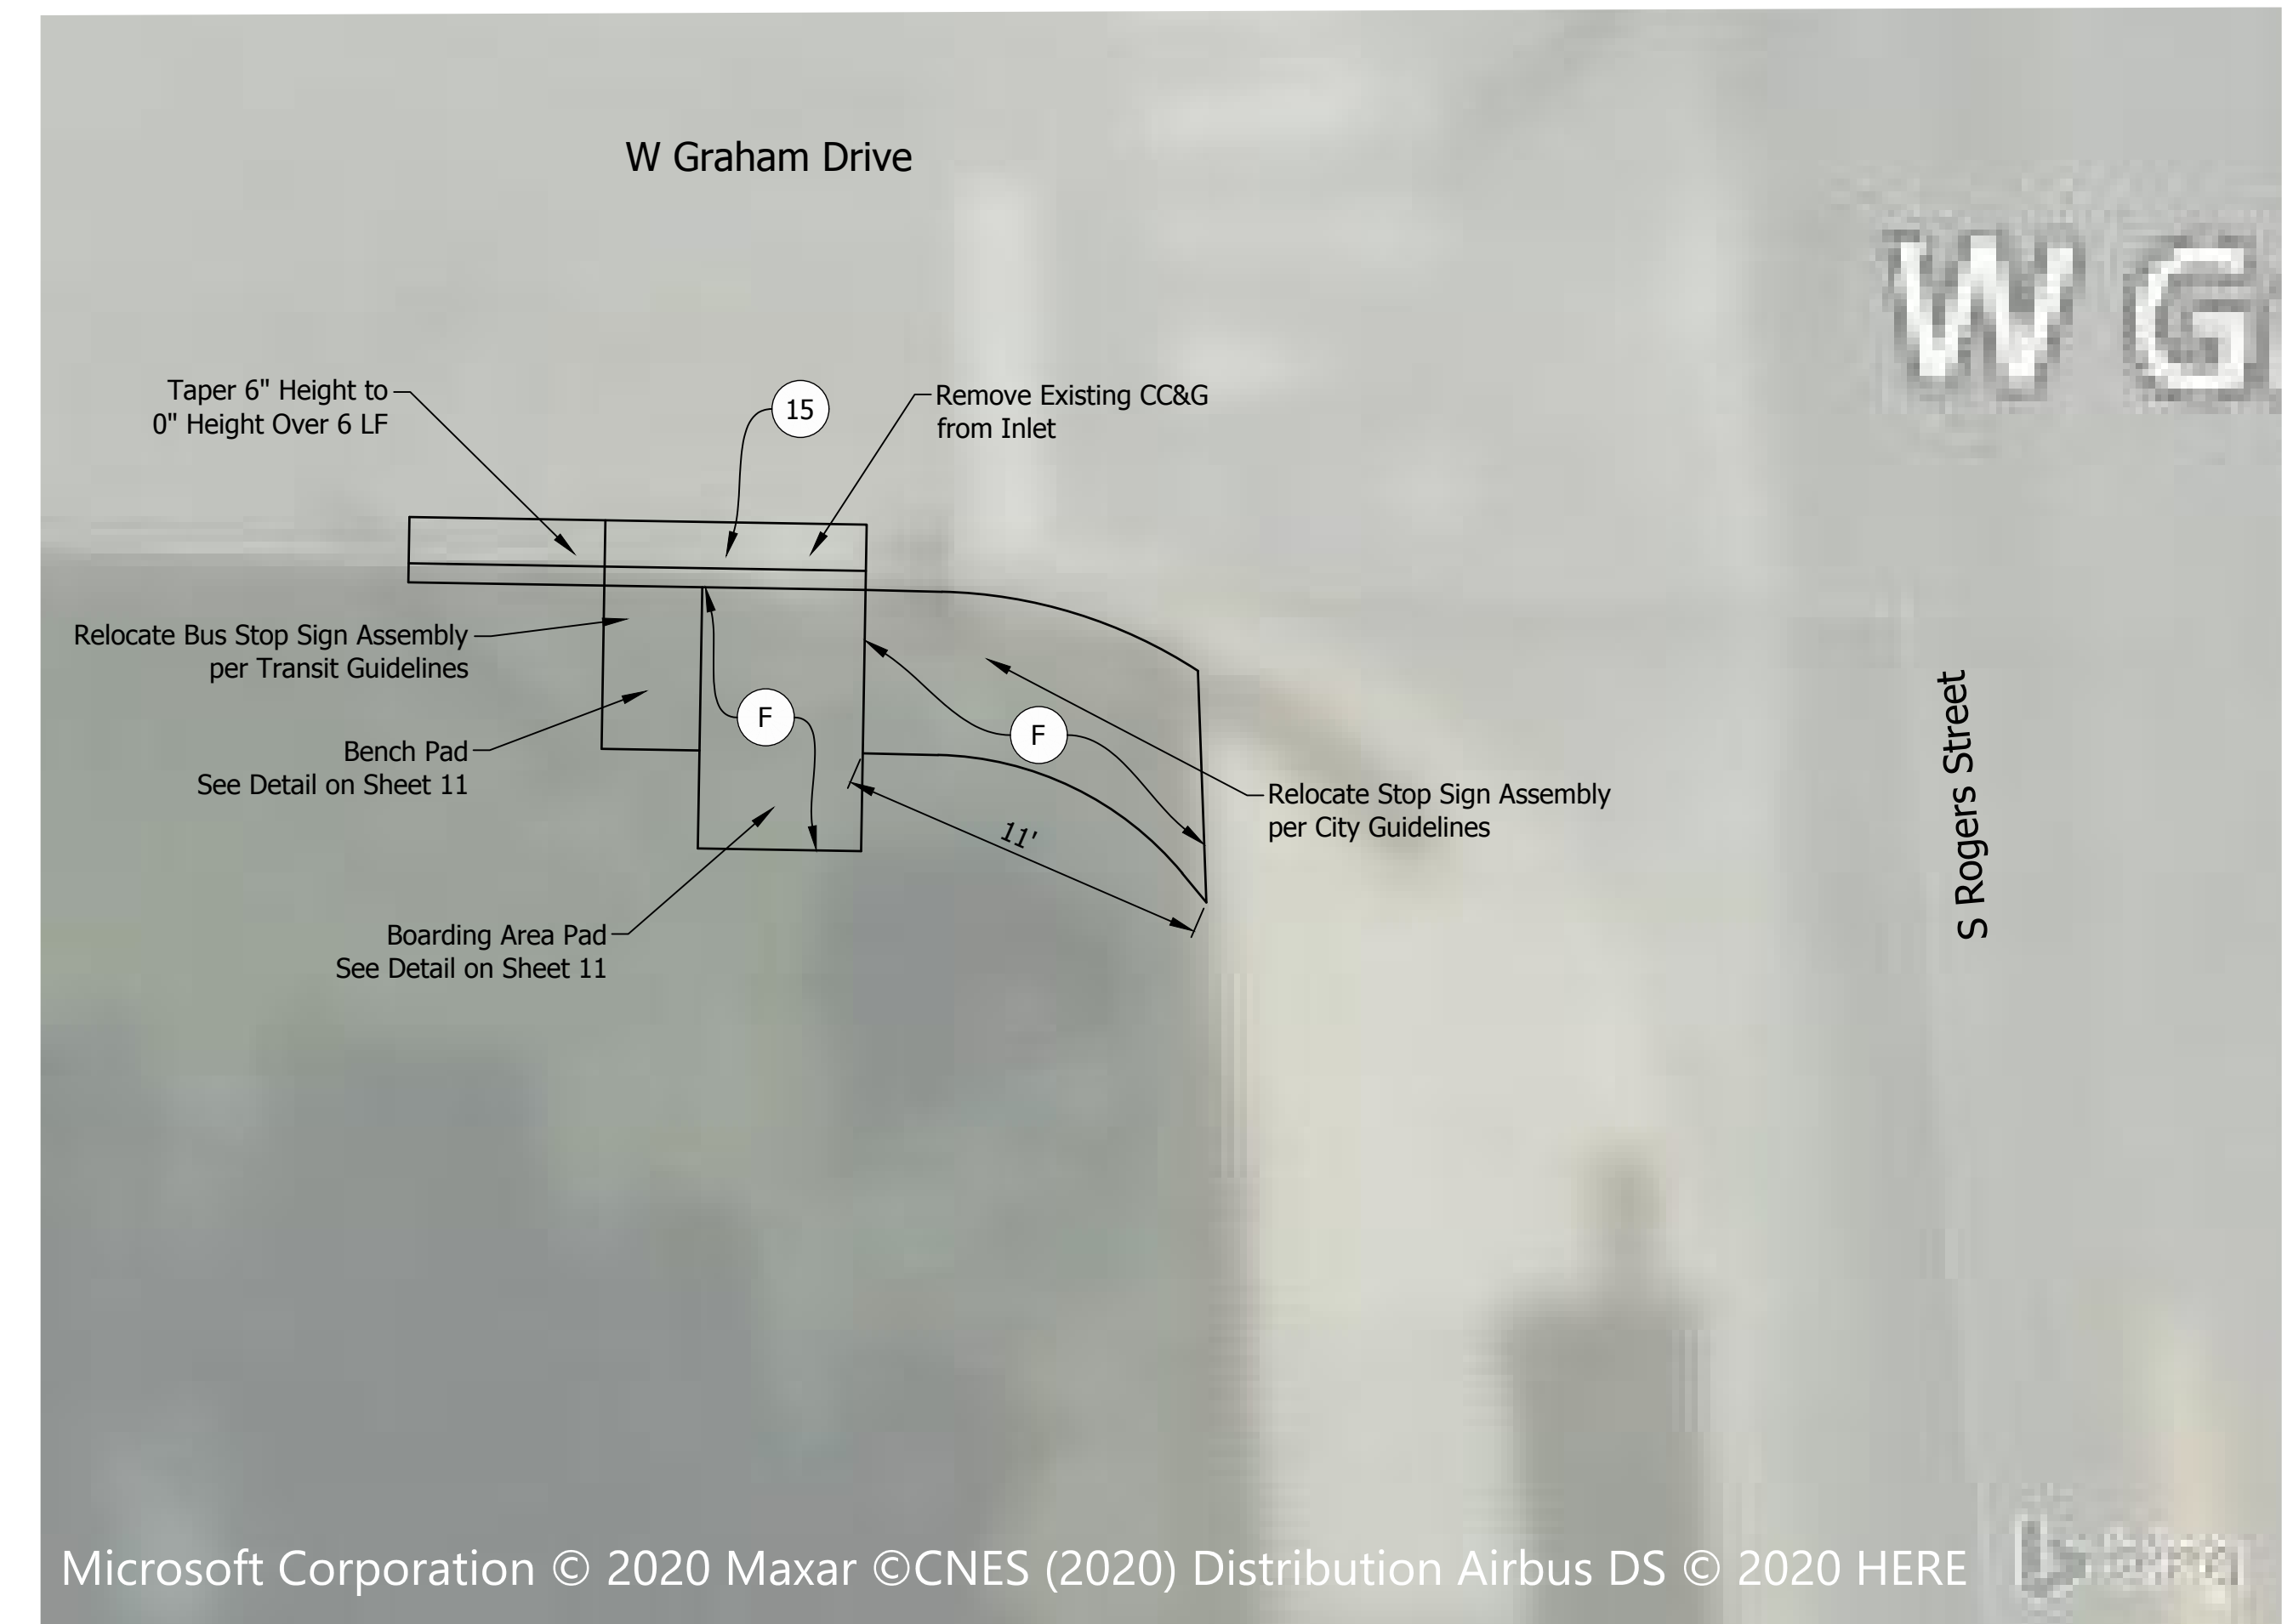 W Graham Drive
W G
Taper 6" Height to
0" Height Over 6 LF
15
Remove Existing CC&G
from Inlet
Relocate Bus Stop Sign Assembly
per Transit Guidelines
Bench Pad
See Detail on Sheet 11
F
F
11'
Relocate Stop Sign Assembly
per City Guidelines
S Rogers Street
Boarding Area Pad
See Detail on Sheet 11
Microsoft Corporation © 2020 Maxar ©CNES (2020) Distribution Airbus DS © 2020 HERE